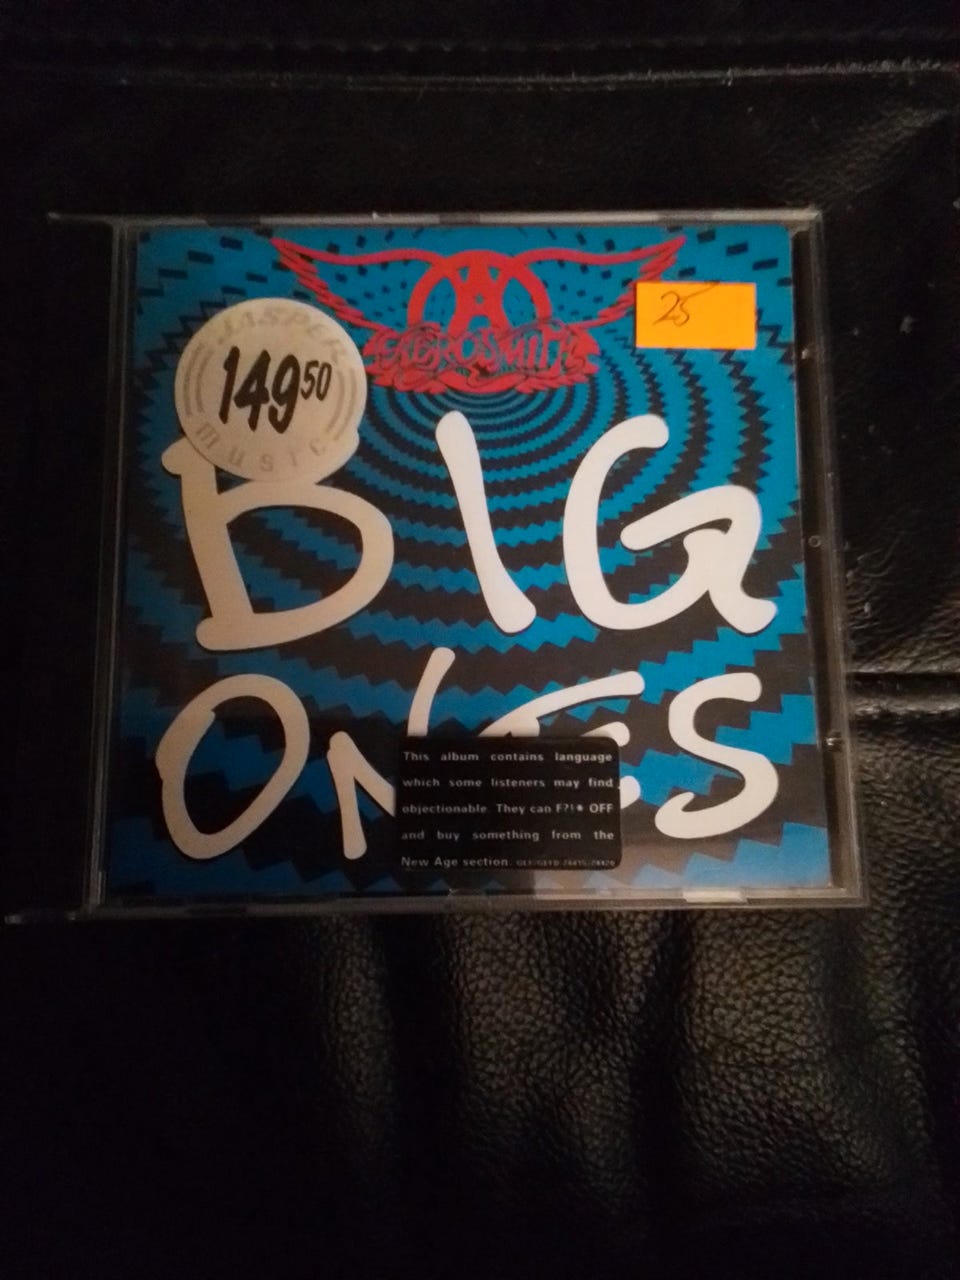 A
AEROSMITH
25
JASPER
149 50
music
BIG
ONES
This album contains language
which some listeners may find
objectionable. They can F?!* OFF
and buy something from the
New Age section.